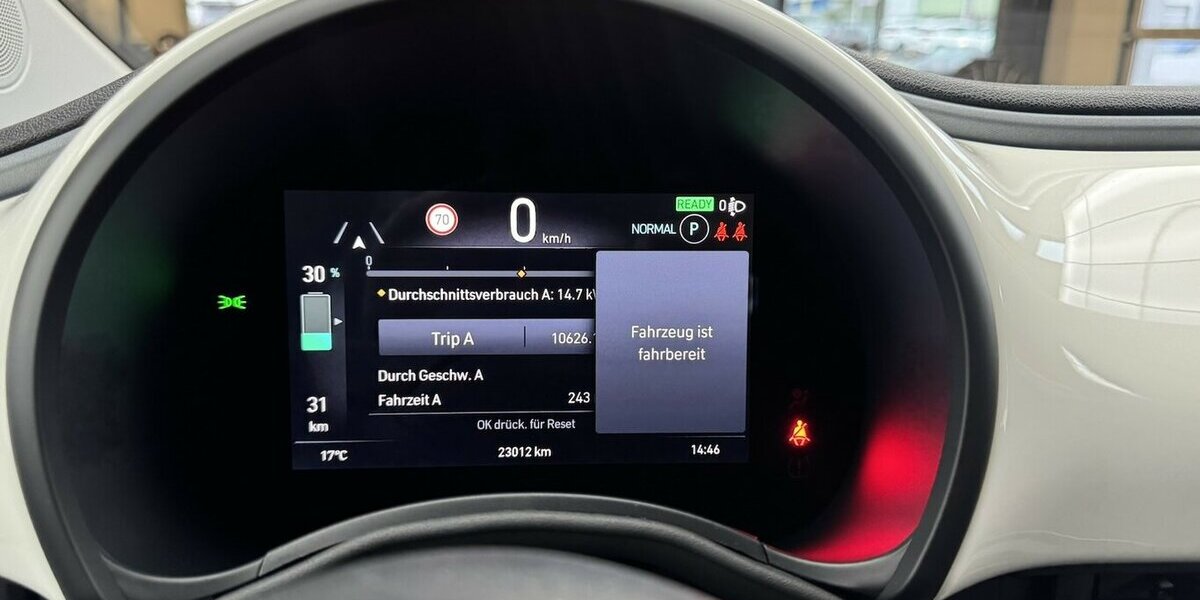 70
0
km/h
READY
0
NORMAL
P
30 %
0
Durchschnittsverbrauch A: 14.7
Trip A
10626.
Fahrzeug ist
fahrbereit
Durch Geschw. A
Fahrzeit A
243
31
km
OK drück. für Reset
17°C
23012 km
14:46